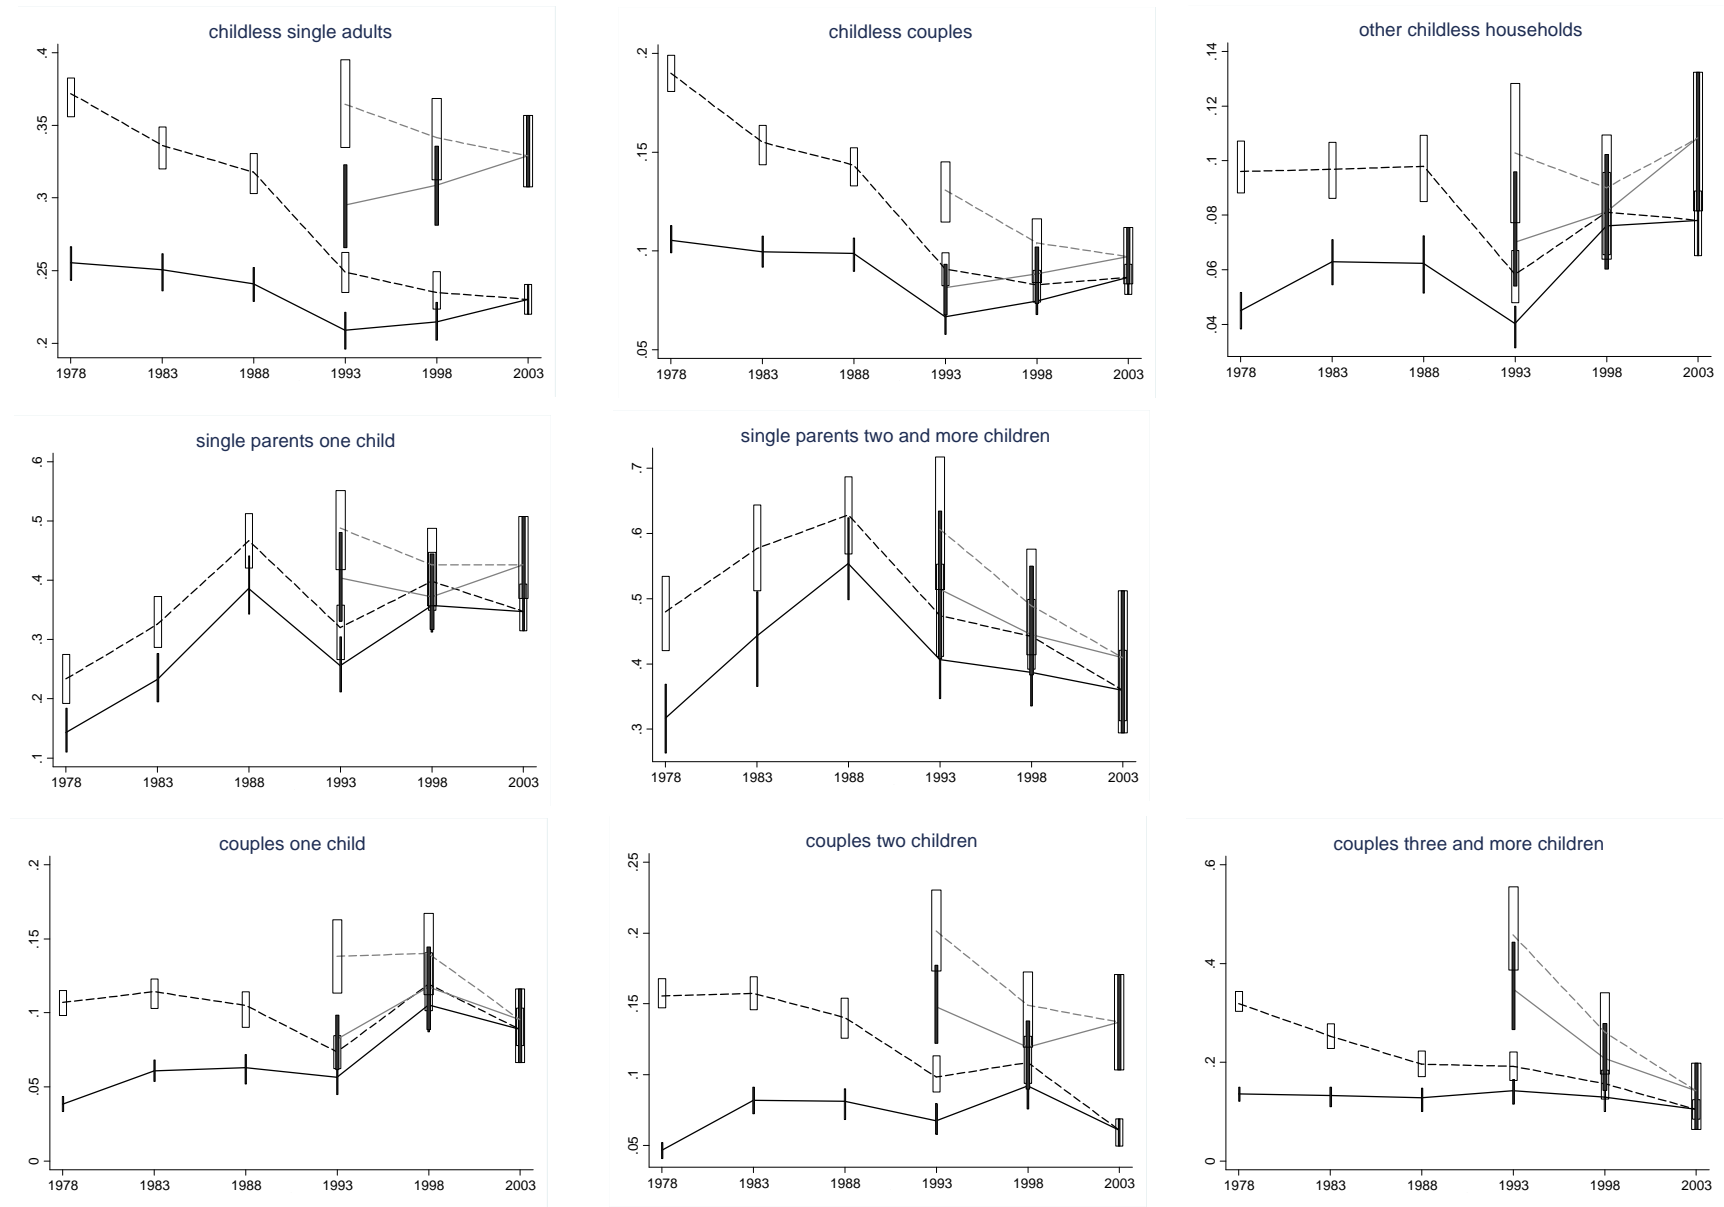 childless single adults
.4
.35
.3
.25
.2
1978 1983 1988 1993 1998 2003
childless couples
.2
.15
.1
.05
1978 1983 1988 1993 1998 2003
other childless households
.14
.12
.1
.08
.06
.04
1978 1983 1988 1993 1998 2003
single parents one child
.6
.5
.4
.3
.2
.1
1978 1983 1988 1993 1998 2003
single parents two and more children
.7
.6
.5
.4
.3
1978 1983 1988 1993 1998 2003
couples one child
.2
.15
.1
.05
0
1978 1983 1988 1993 1998 2003
couples two children
.25
.2
.15
.1
.05
1978 1983 1988 1993 1998 2003
couples three and more children
.6
.4
.2
0
1978 1983 1988 1993 1998 2003